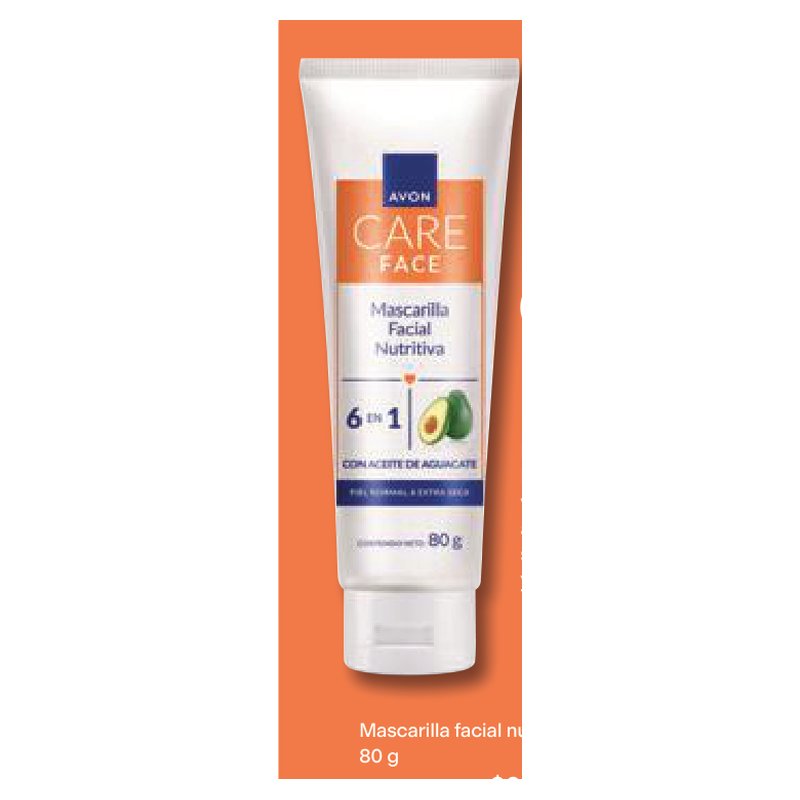 AVON
CARE
FACE
Mascarilla
Facial
Nutritiva
6 EN 1
CON ACEITE DE AGUACATE
PIEL NORMAL A EXTRA SECA
CONTENIDO NETO: 80 g
Mascarilla facial
80 g